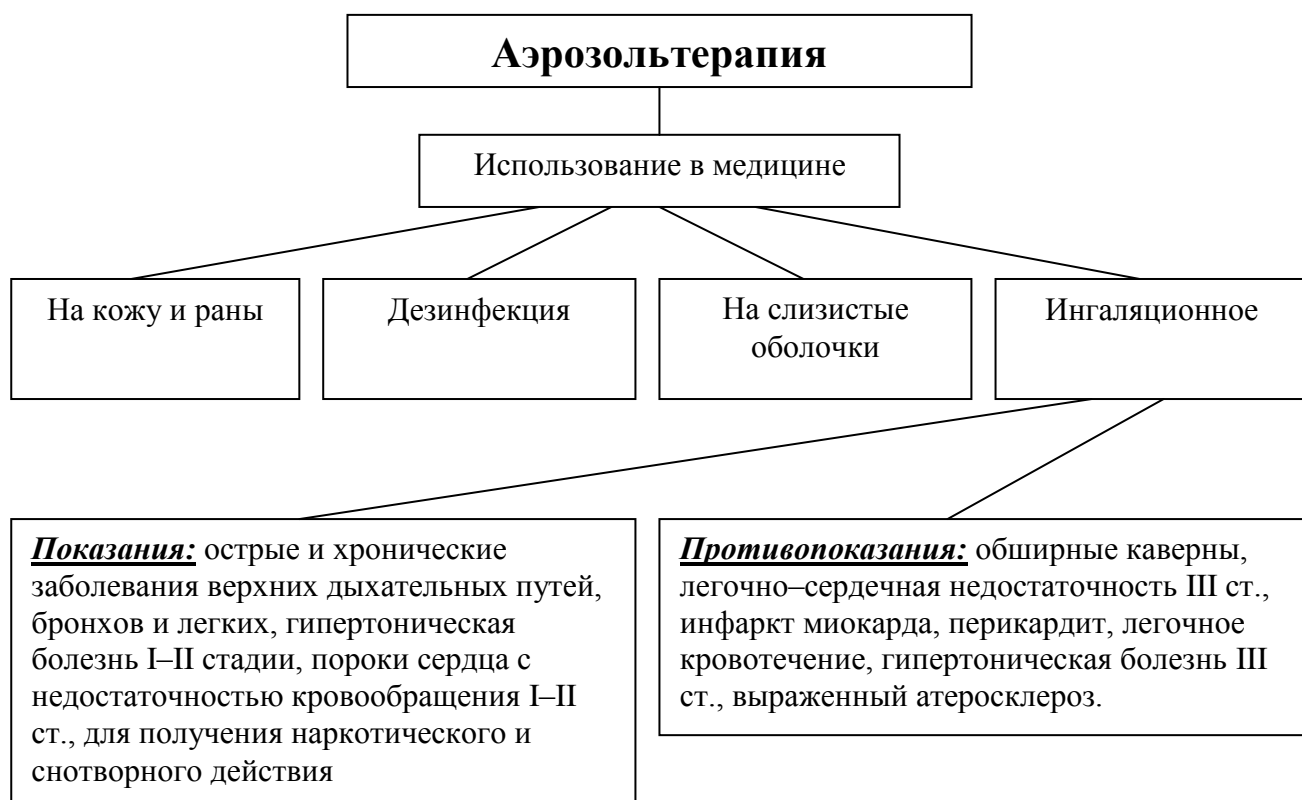 Аэрозольтерапия
Использование в медицине
На кожу и раны
Дезинфекция
На слизистые
оболочки
Ингаляционное
Показания: острые и хронические
заболевания верхних дыхательных путей,
бронхов и легких, гипертоническая
болезнь I–II стадии, пороки сердца с
недостаточностью кровообращения I–II
ст., для получения наркотического и
снотворного действия
Противопоказания: обширные каверны,
легочно–сердечная недостаточность III ст.,
инфаркт миокарда, перикардит, легочное
кровотечение, гипертоническая болезнь III
ст., выраженный атеросклероз.